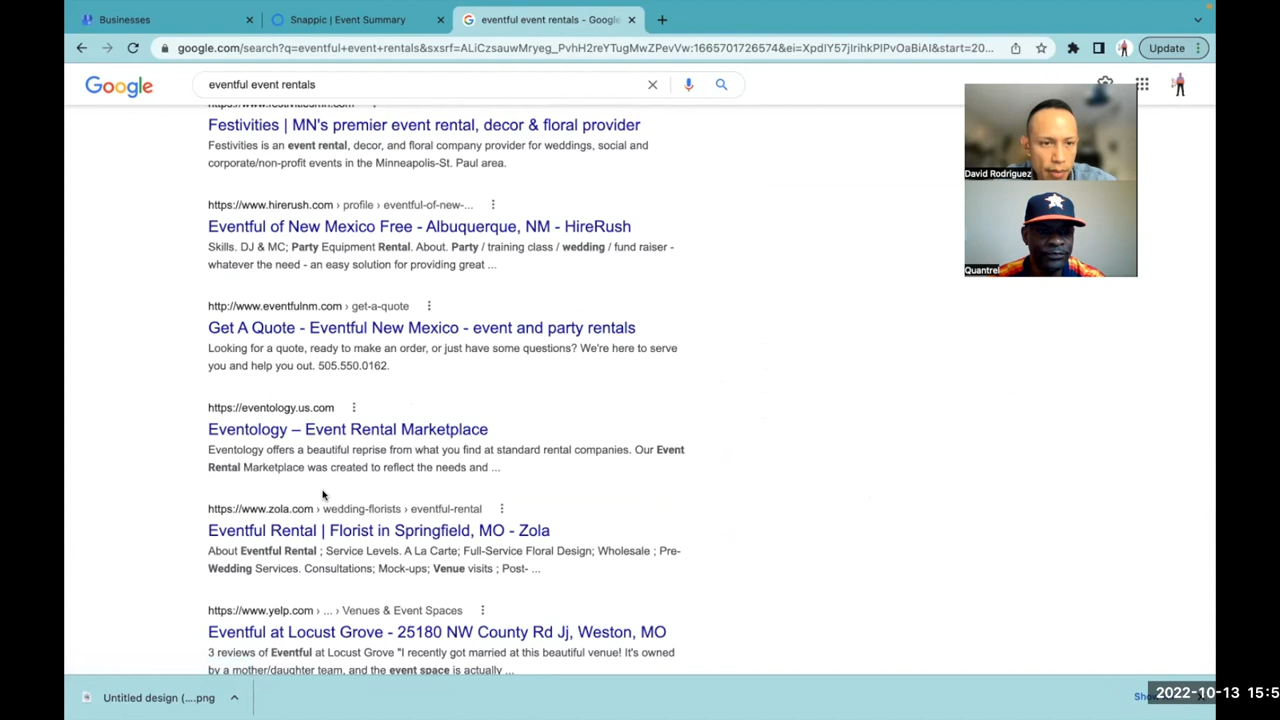 Businesses
Snappic | Event Summary
eventful event rentals - Google
google.com/search?q=eventful+event+rentals&sxsrf=ALiCzsauwMryeg_PvhH2reYTugMwZPevVw:1665701726574&ei=XpdIY57jIrihkPIPvOaBiAI&start=20...
Update
Google
eventful event rentals
David Rodriguez
Quantrel
https://www.festivitiesmn.com
Festivities | MN's premier event rental, decor & floral provider
Festivities is an event rental, decor, and floral company provider for weddings, social and
corporate/non-profit events in the Minneapolis-St. Paul area.
https://www.hirerush.com › profile › eventful-of-new-...
Eventful of New Mexico Free - Albuquerque, NM - HireRush
Skills. DJ & MC; Party Equipment Rental. About. Party / training class / wedding / fund raiser -
whatever the need - an easy solution for providing great ...
http://www.eventfulnm.com › get-a-quote
Get A Quote - Eventful New Mexico - event and party rentals
Looking for a quote, ready to make an order, or just have some questions? We're here to serve
you and help you out. 505.550.0162.
https://eventology.us.com
Eventology – Event Rental Marketplace
Eventology offers a beautiful reprise from what you find at standard rental companies. Our Event
Rental Marketplace was created to reflect the needs and ...
https://www.zola.com › wedding-florists › eventful-rental
Eventful Rental | Florist in Springfield, MO - Zola
About Eventful Rental ; Service Levels. A La Carte; Full-Service Floral Design; Wholesale ; Pre-
Wedding Services. Consultations; Mock-ups; Venue visits ; Post- ...
https://www.yelp.com › ... › Venues & Event Spaces
Eventful at Locust Grove - 25180 NW County Rd Jj, Weston, MO
3 reviews of Eventful at Locust Grove "I recently got married at this beautiful venue! It's owned
by a mother/daughter team, and the event space is actually ...
Untitled design (....png
2022-10-13 15:5